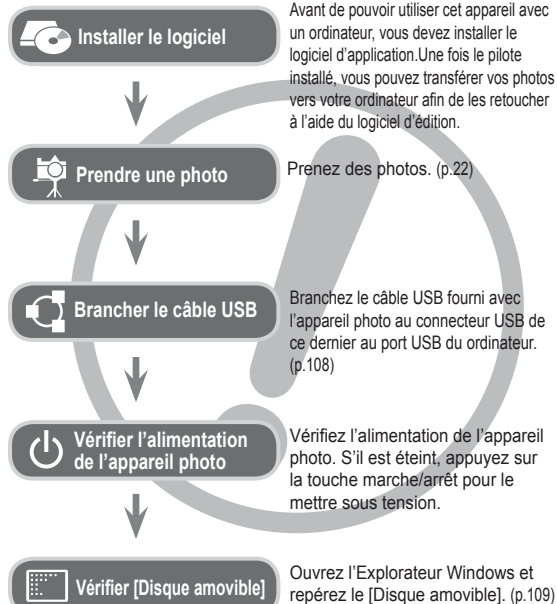 Installer le logiciel
Avant de pouvoir utiliser cet appareil avec
un ordinateur, vous devez installer le
logiciel d'application.Une fois le pilote
installé, vous pouvez transférer vos photos
vers votre ordinateur afin de les retoucher
à l'aide du logiciel d'édition.
Prendre une photo
Prenez des photos. (p.22)
Brancher le câble USB
Branchez le câble USB fourni avec
l'appareil photo au connecteur USB de
ce dernier au port USB du ordinateur.
(p.108)
Vérifier l'alimentation
de l'appareil photo
Vérifiez l'alimentation de l'appareil
photo. S'il est éteint, appuyez sur
la touche marche/arrêt pour le
mettre sous tension.
Vérifier [Disque amovible]
Ouvrez l'Explorateur Windows et
repérez le [Disque amovible]. (p.109)